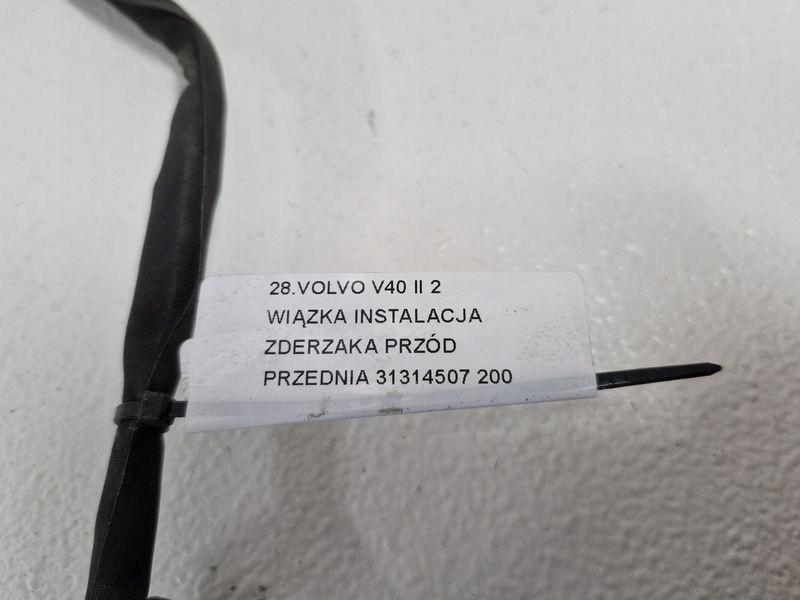 28.VOLVO V40 II 2
WIĄZKA INSTALACJA
ZDERZAKA PRZÓD
PRZEDNIA 31314507 200